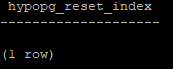 hypopg_reset_index
--------------------
(1 row)